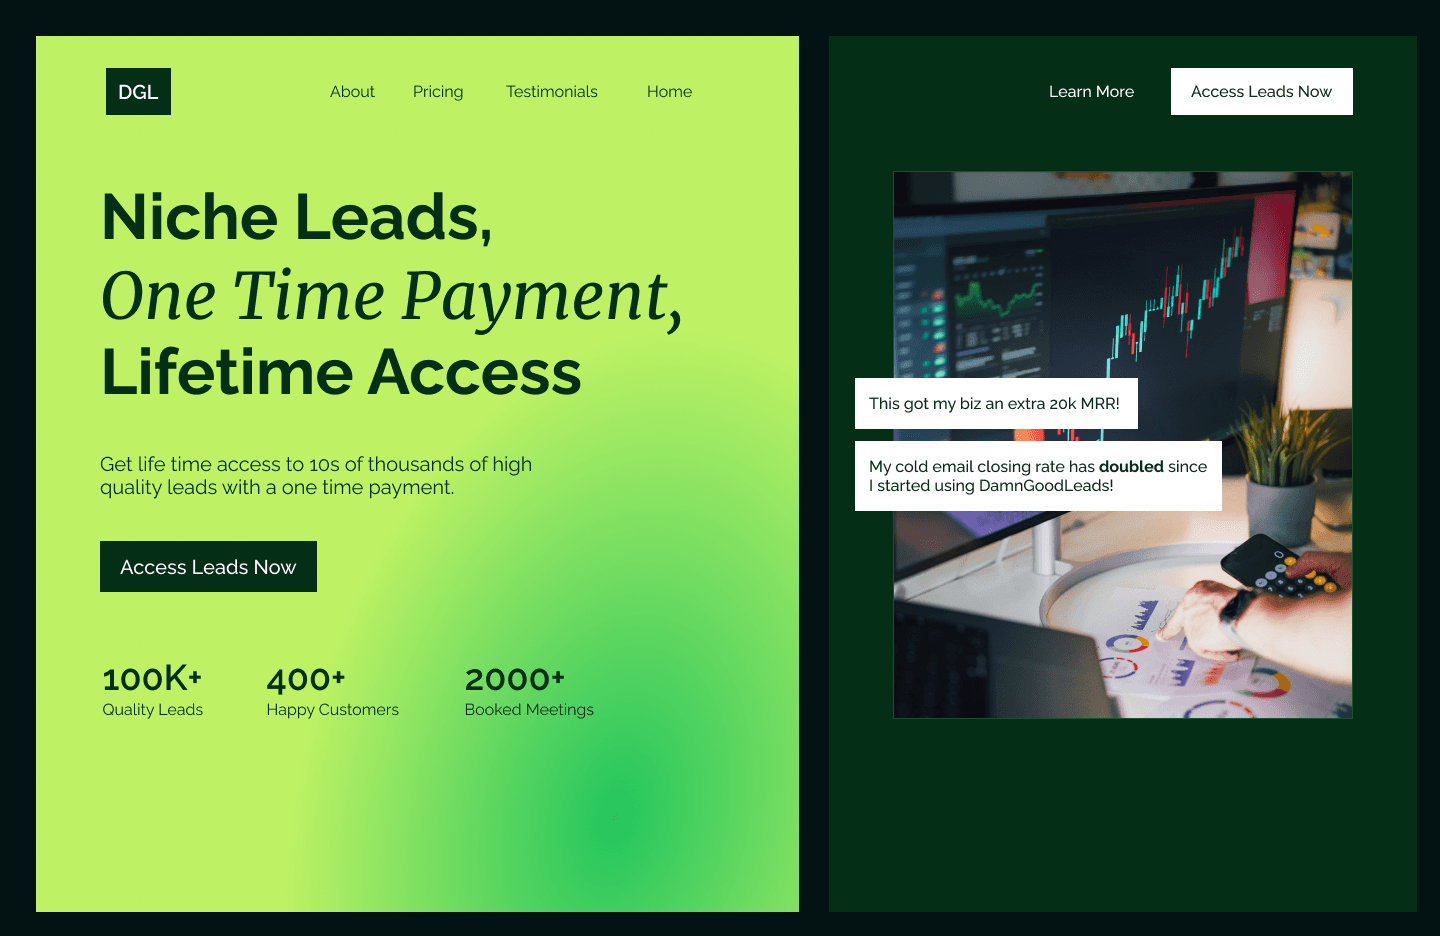 DGL
About
Pricing
Testimonials
Home
Learn More
Access Leads Now
Niche Leads,
One Time Payment,
Lifetime Access
Get life time access to 10s of thousands of high
quality leads with a one time payment.
Access Leads Now
100K+
Quality Leads
400+
Happy Customers
2000+
Booked Meetings
This got my biz an extra 20k MRR!
My cold email closing rate has doubled since
I started using DamnGoodLeads!